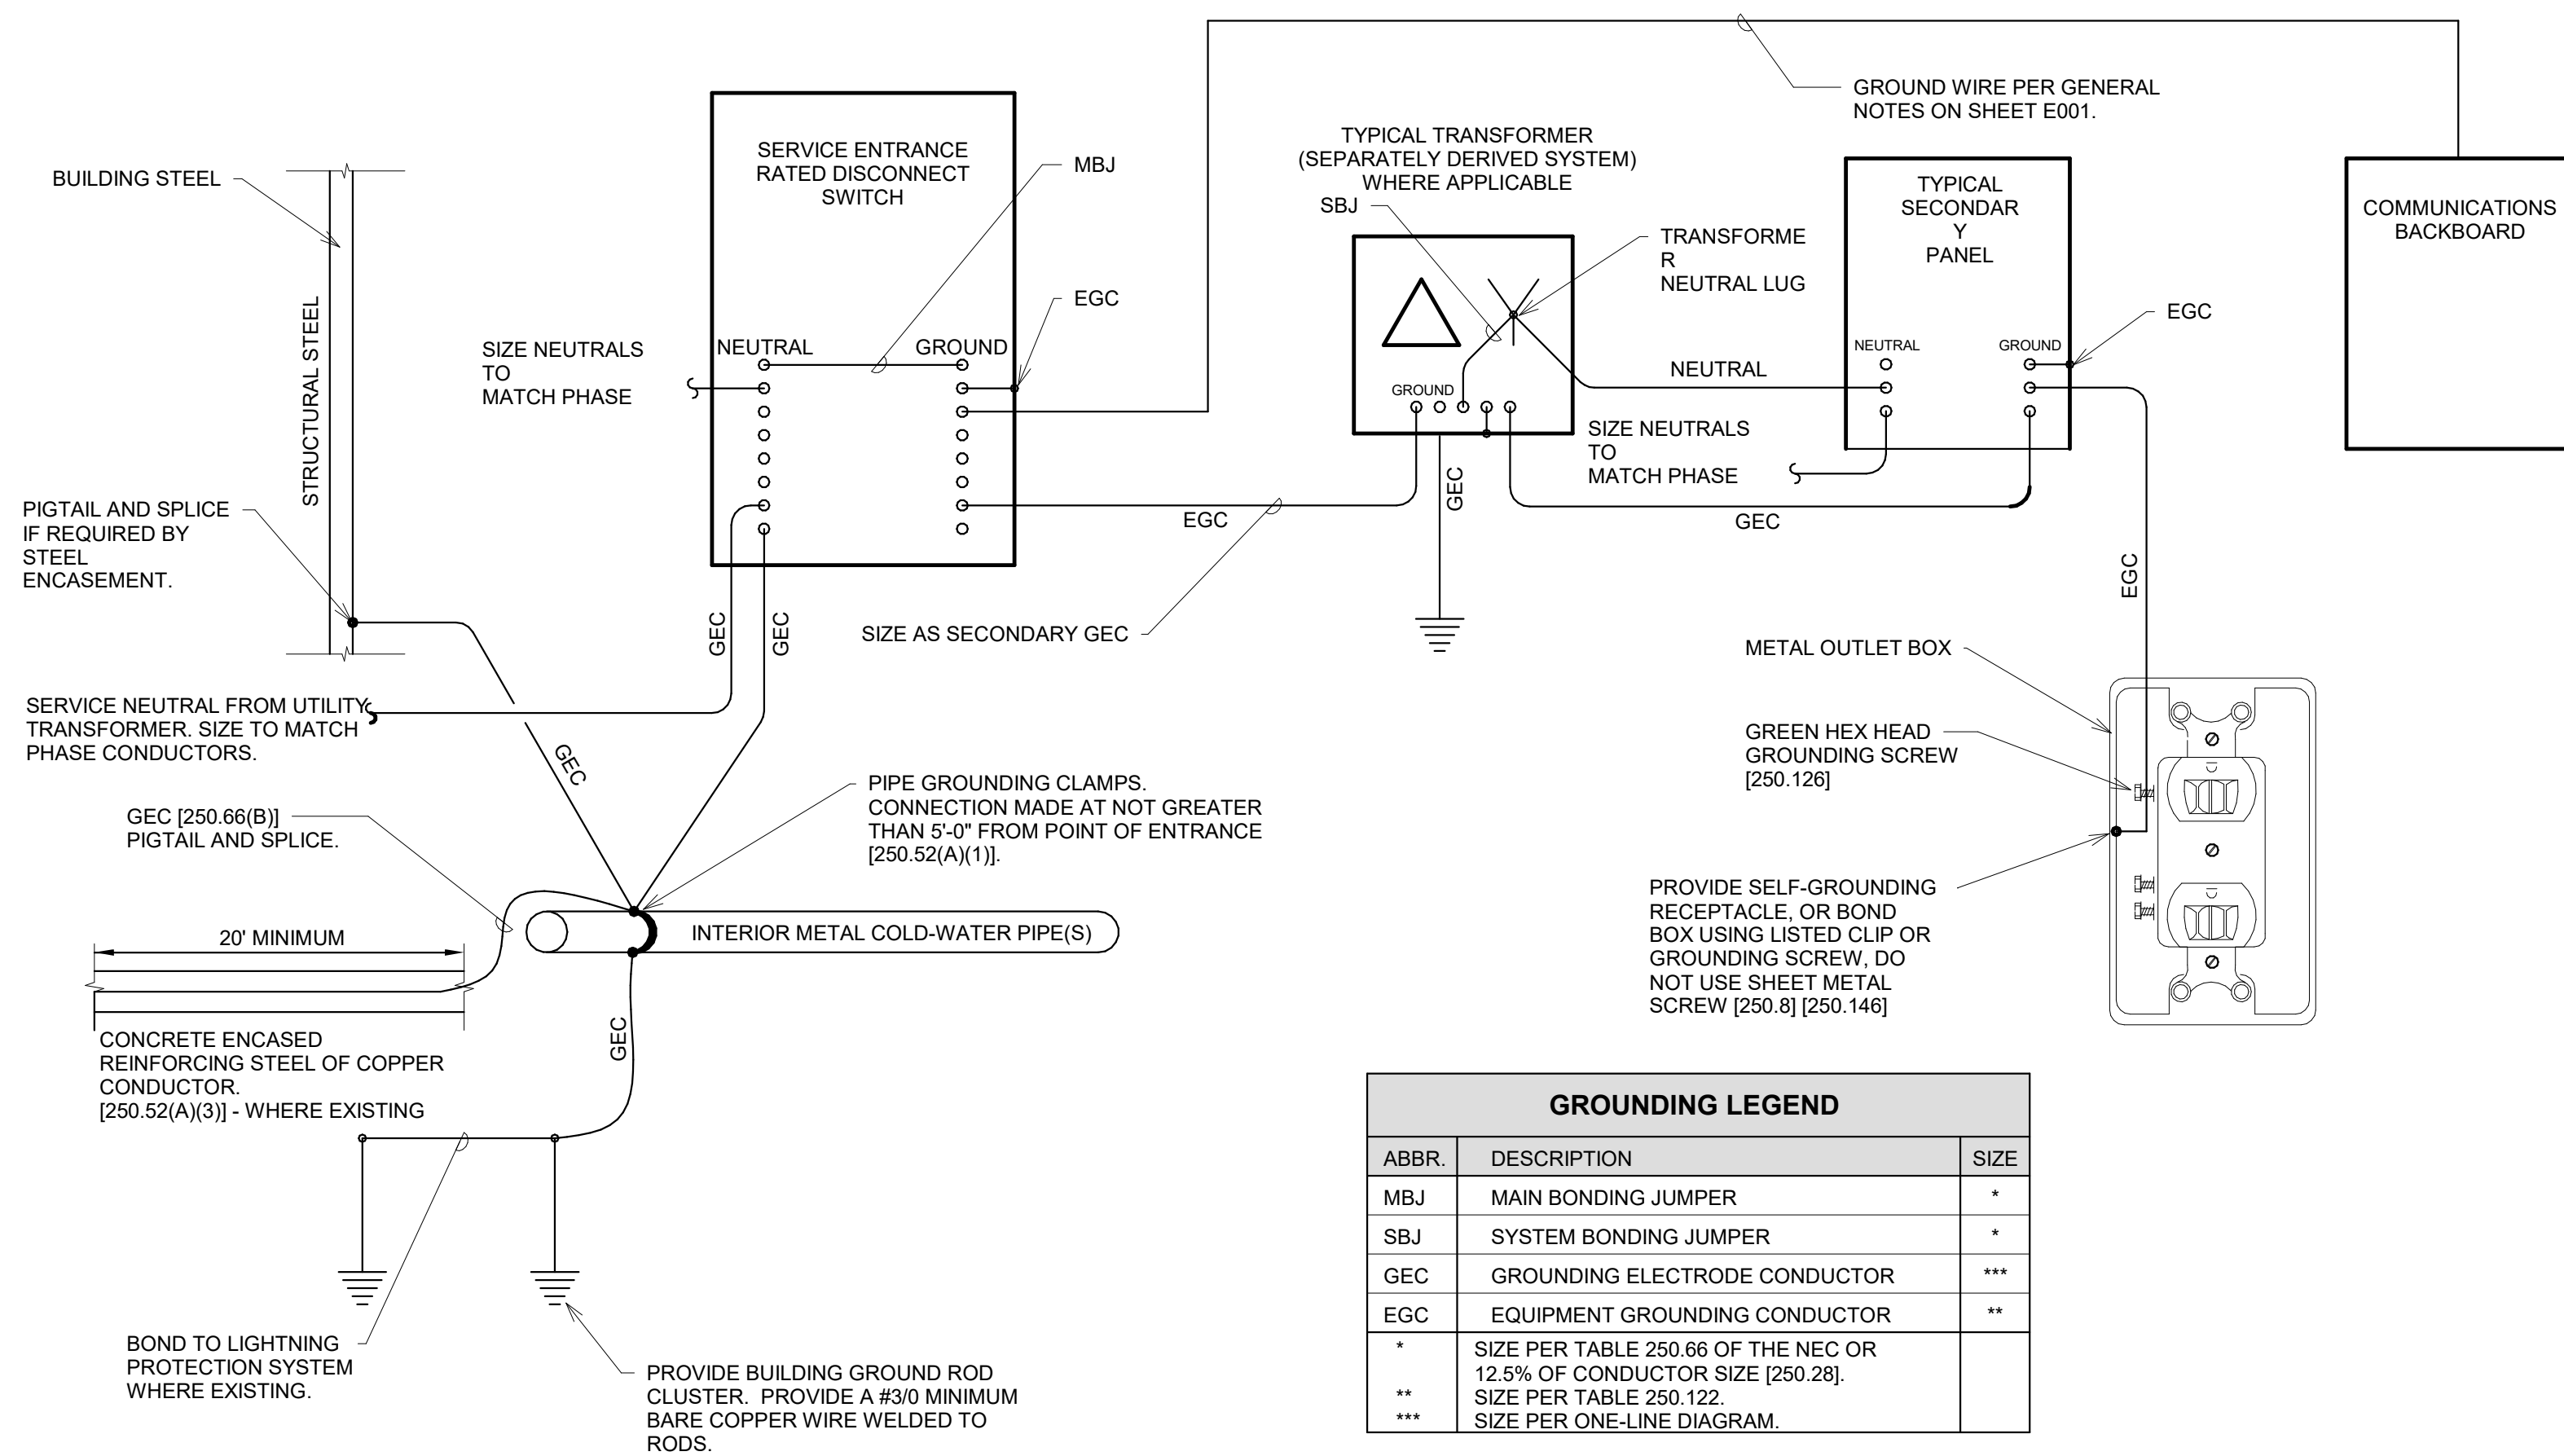 GROUND WIRE PER GENERAL
NOTES ON SHEET E001.
SERVICE ENTRANCE
RATED DISCONNECT
SWITCH
MBJ
TYPICAL TRANSFORMER
(SEPARATELY DERIVED SYSTEM)
WHERE APPLICABLE
SBJ
TYPICAL
SECONDAR
Y
PANEL
COMMUNICATIONS
BACKBOARD
BUILDING STEEL
STRUCTURAL STEEL
TRANSFORME
R
NEUTRAL LUG
EGC
EGC
SIZE NEUTRALS
TO
MATCH PHASE
NEUTRAL
GROUND
NEUTRAL
GROUND
NEUTRAL
GROUND
SIZE NEUTRALS
TO
MATCH PHASE
PIGTAIL AND SPLICE
IF REQUIRED BY
STEEL
ENCASEMENT.
EGC
GEC
GEC
EGC
GEC
GEC
SIZE AS SECONDARY GEC
METAL OUTLET BOX
SERVICE NEUTRAL FROM UTILITY
TRANSFORMER. SIZE TO MATCH
PHASE CONDUCTORS.
GEC
GREEN HEX HEAD
GROUNDING SCREW
[250.126]
PIPE GROUNDING CLAMPS.
CONNECTION MADE AT NOT GREATER
THAN 5'-0" FROM POINT OF ENTRANCE
[250.52(A)(1)].
GEC [250.66(B)]
PIGTAIL AND SPLICE.
PROVIDE SELF-GROUNDING
RECEPTACLE, OR BOND
BOX USING LISTED CLIP OR
GROUNDING SCREW, DO
NOT USE SHEET METAL
SCREW [250.8] [250.146]
20' MINIMUM
INTERIOR METAL COLD-WATER PIPE(S)
CONCRETE ENCASED
REINFORCING STEEL OF COPPER
CONDUCTOR.
[250.52(A)(3)] - WHERE EXISTING
GEC
BOND TO LIGHTNING
PROTECTION SYSTEM
WHERE EXISTING.
PROVIDE BUILDING GROUND ROD
CLUSTER. PROVIDE A #3/0 MINIMUM
BARE COPPER WIRE WELDED TO
RODS.
GROUNDING LEGEND
ABBR. DESCRIPTION SIZE
MBJ MAIN BONDING JUMPER *
SBJ SYSTEM BONDING JUMPER *
GEC GROUNDING ELECTRODE CONDUCTOR ***
EGC EQUIPMENT GROUNDING CONDUCTOR **
* SIZE PER TABLE 250.66 OF THE NEC OR
12.5% OF CONDUCTOR SIZE [250.28].
** SIZE PER TABLE 250.122.
*** SIZE PER ONE-LINE DIAGRAM.